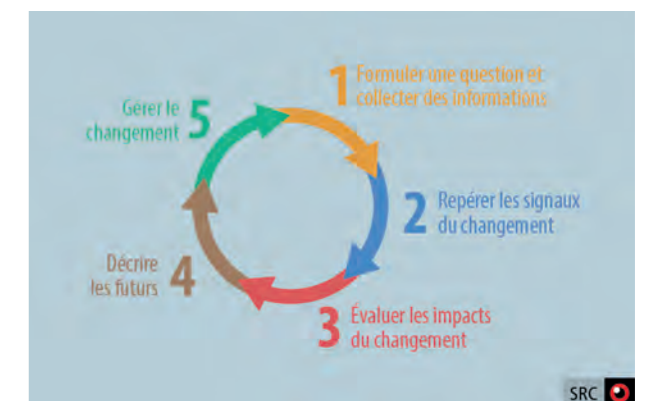 1 Formuler une question et
collecter des informations
2 Repérer les signaux
du changement
3 Évaluer les impacts
du changement
4 Décrire
les futurs
5 Gérer le
changement
SRC